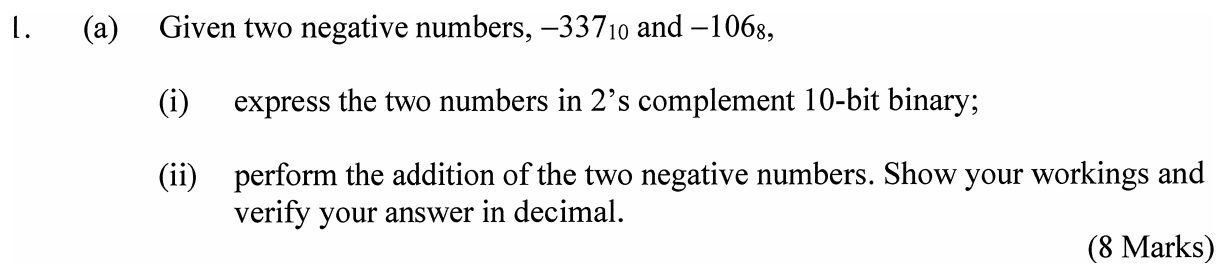 1. (a) Given two negative numbers, −337₁₀ and −106₈,
(i) express the two numbers in 2’s complement 10-bit binary;
(ii) perform the addition of the two negative numbers. Show your workings and
verify your answer in decimal.
(8 Marks)